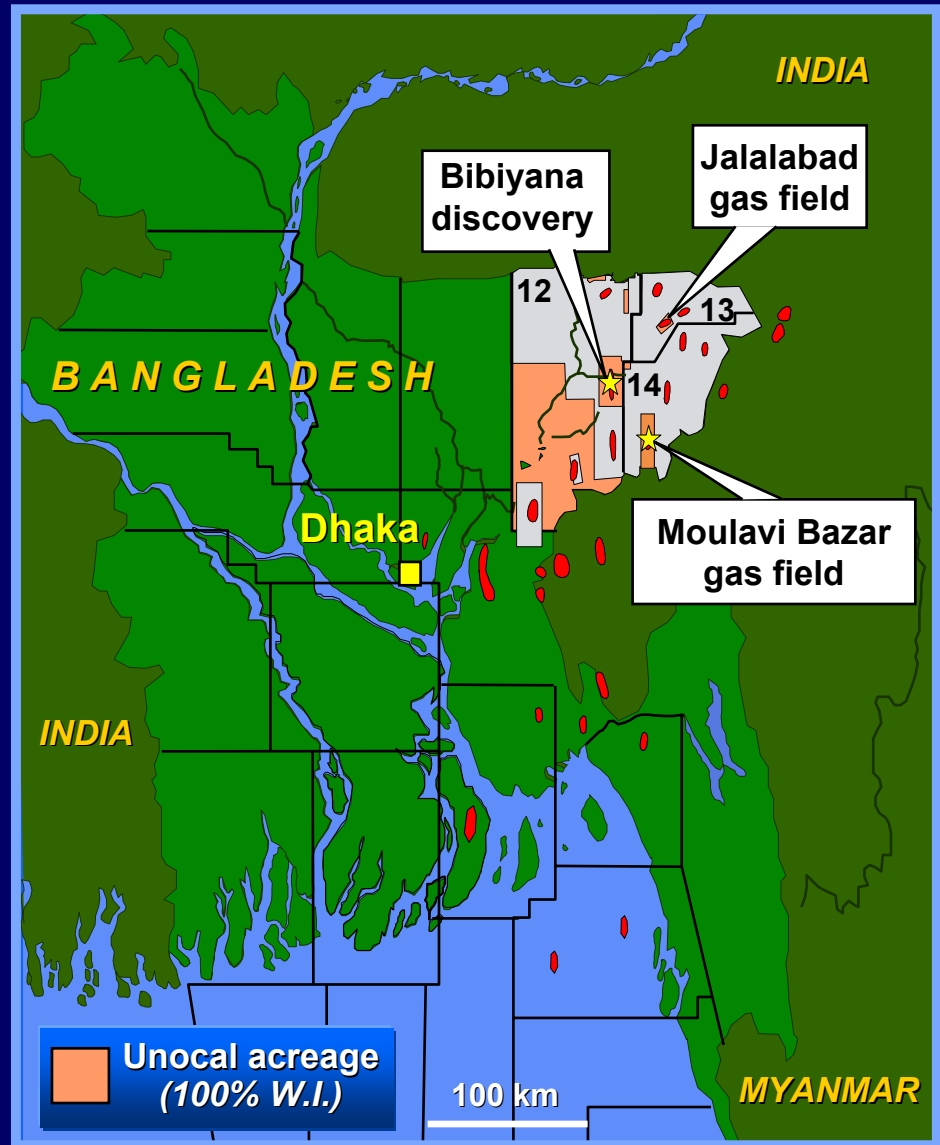 INDIA
Jalalabad
gas field
Bibiyana
discovery
12
13
BANGLADESH
14
Moulavi Bazar
gas field
Dhaka
INDIA
Unocal acreage
(100% W.I.)
100 km
MYANMAR